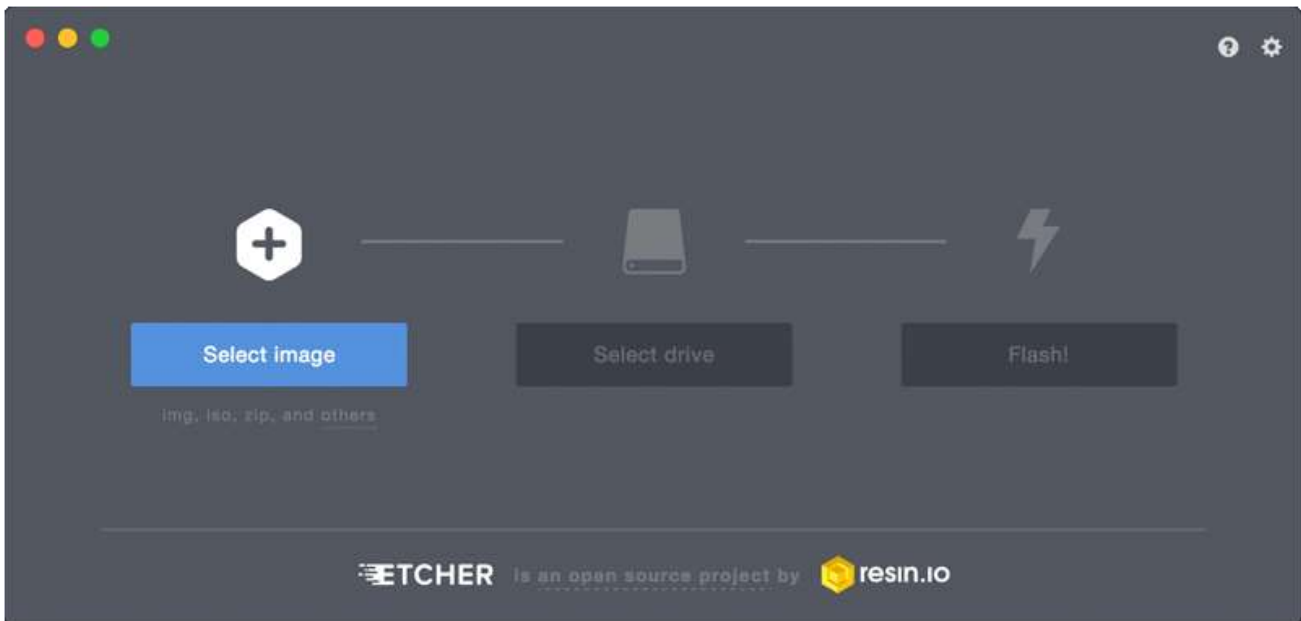 Select image
Select drive
Flash!
img, iso, zip, and others
ETCHER is an open source project by resin.io